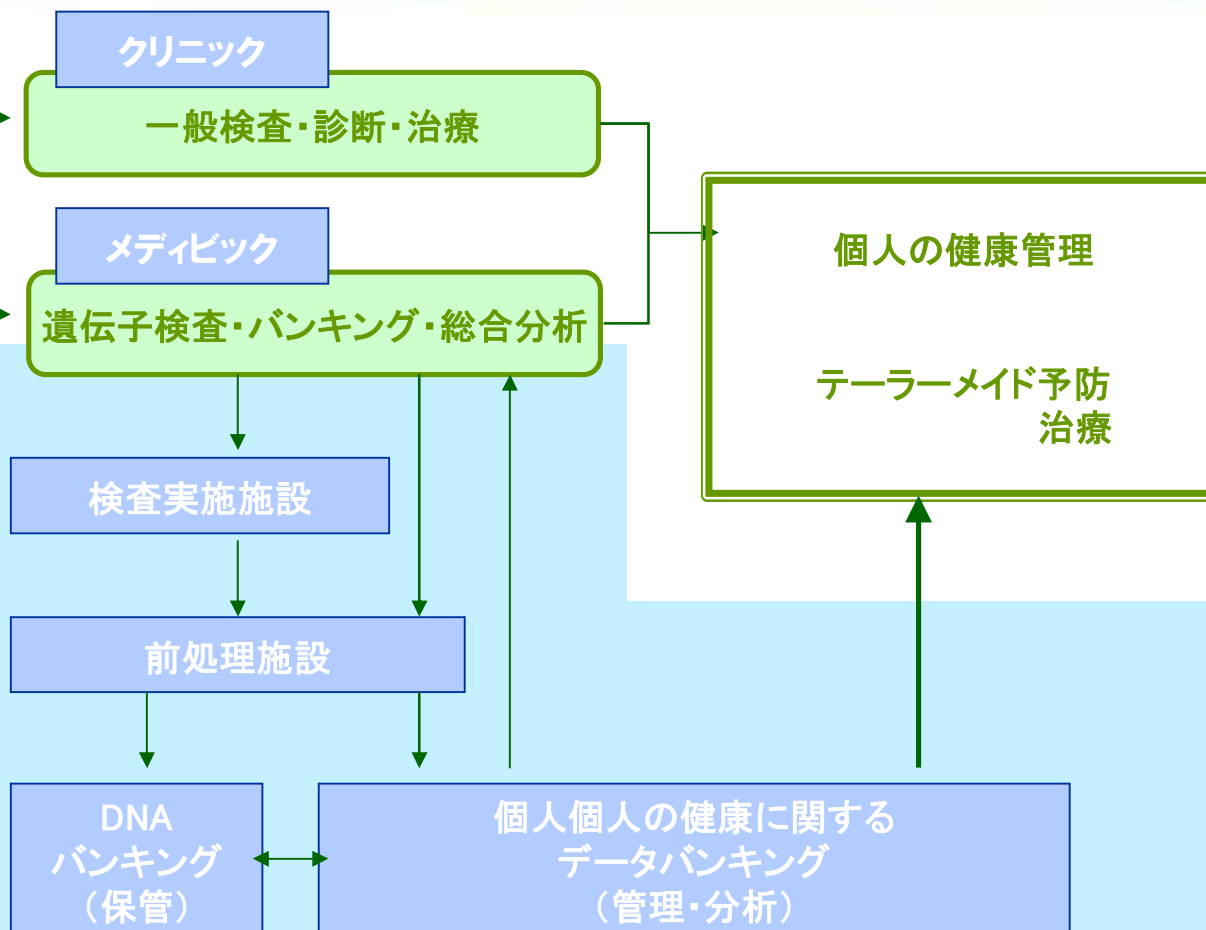 クリニック
一般検査・診断・治療
メディビック
遺伝子検査・バンキング・総合分析
個人の健康管理
テーラーメイド予防
治療
検査実施施設
前処理施設
DNA
バンキング
（保管）
個人個人の健康に関する
データバンキング
（管理・分析）